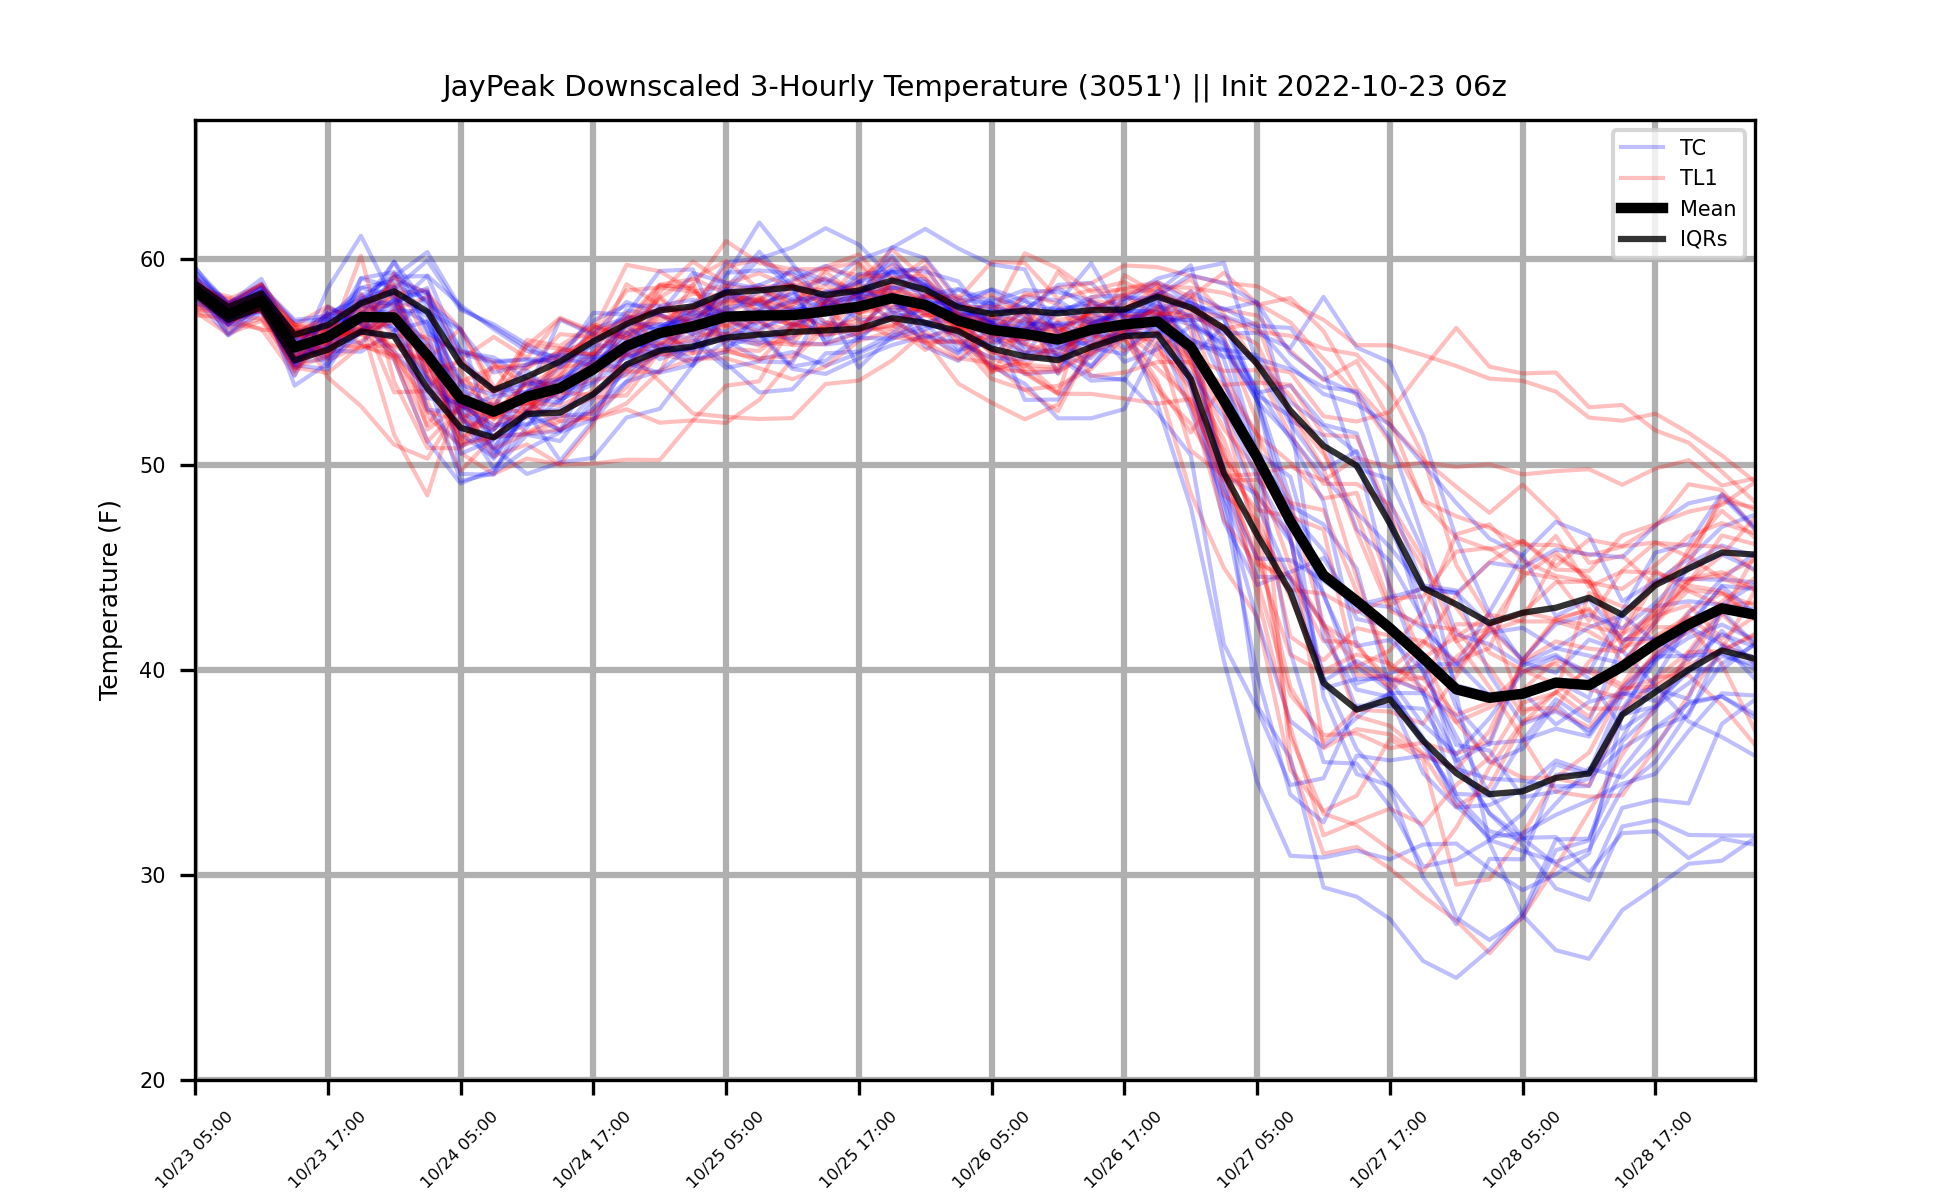 JayPeak Downscaled 3-Hourly Temperature (3051') || Init 2022-10-23 06z
TC
TL1
Mean
IQRs
Temperature (F)
60
50
40
30
20
10/23 05:00
10/23 17:00
10/24 05:00
10/24 17:00
10/25 05:00
10/25 17:00
10/26 05:00
10/26 17:00
10/27 05:00
10/27 17:00
10/28 05:00
10/28 17:00